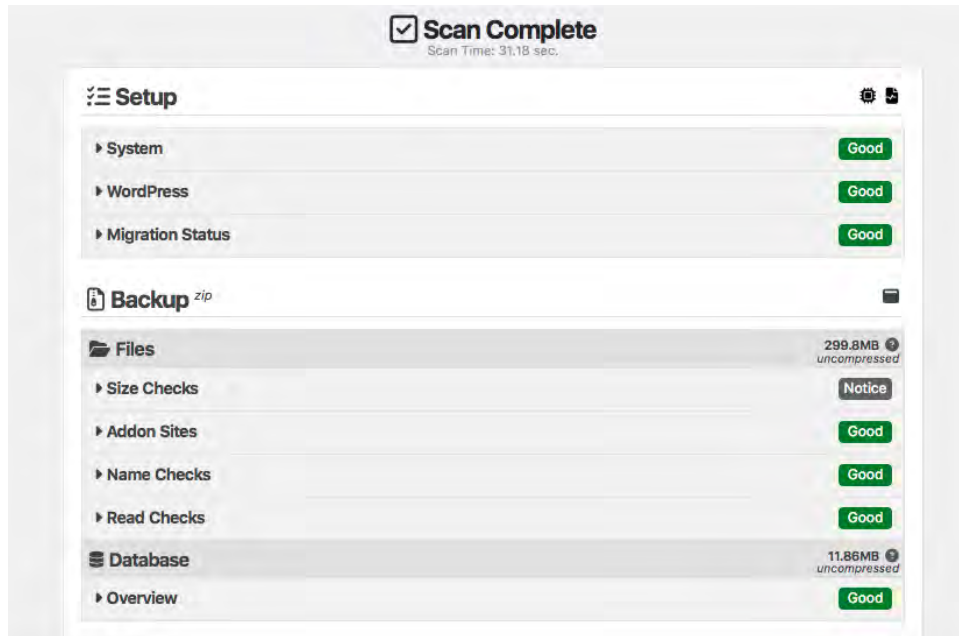 Scan Complete
Scan Time: 31.18 sec.
Setup
System Good
WordPress Good
Migration Status Good
Backup zip
Files 299.8MB
uncompressed
Size Checks Notice
Addon Sites Good
Name Checks Good
Read Checks Good
Database 11.86MB
uncompressed
Overview Good